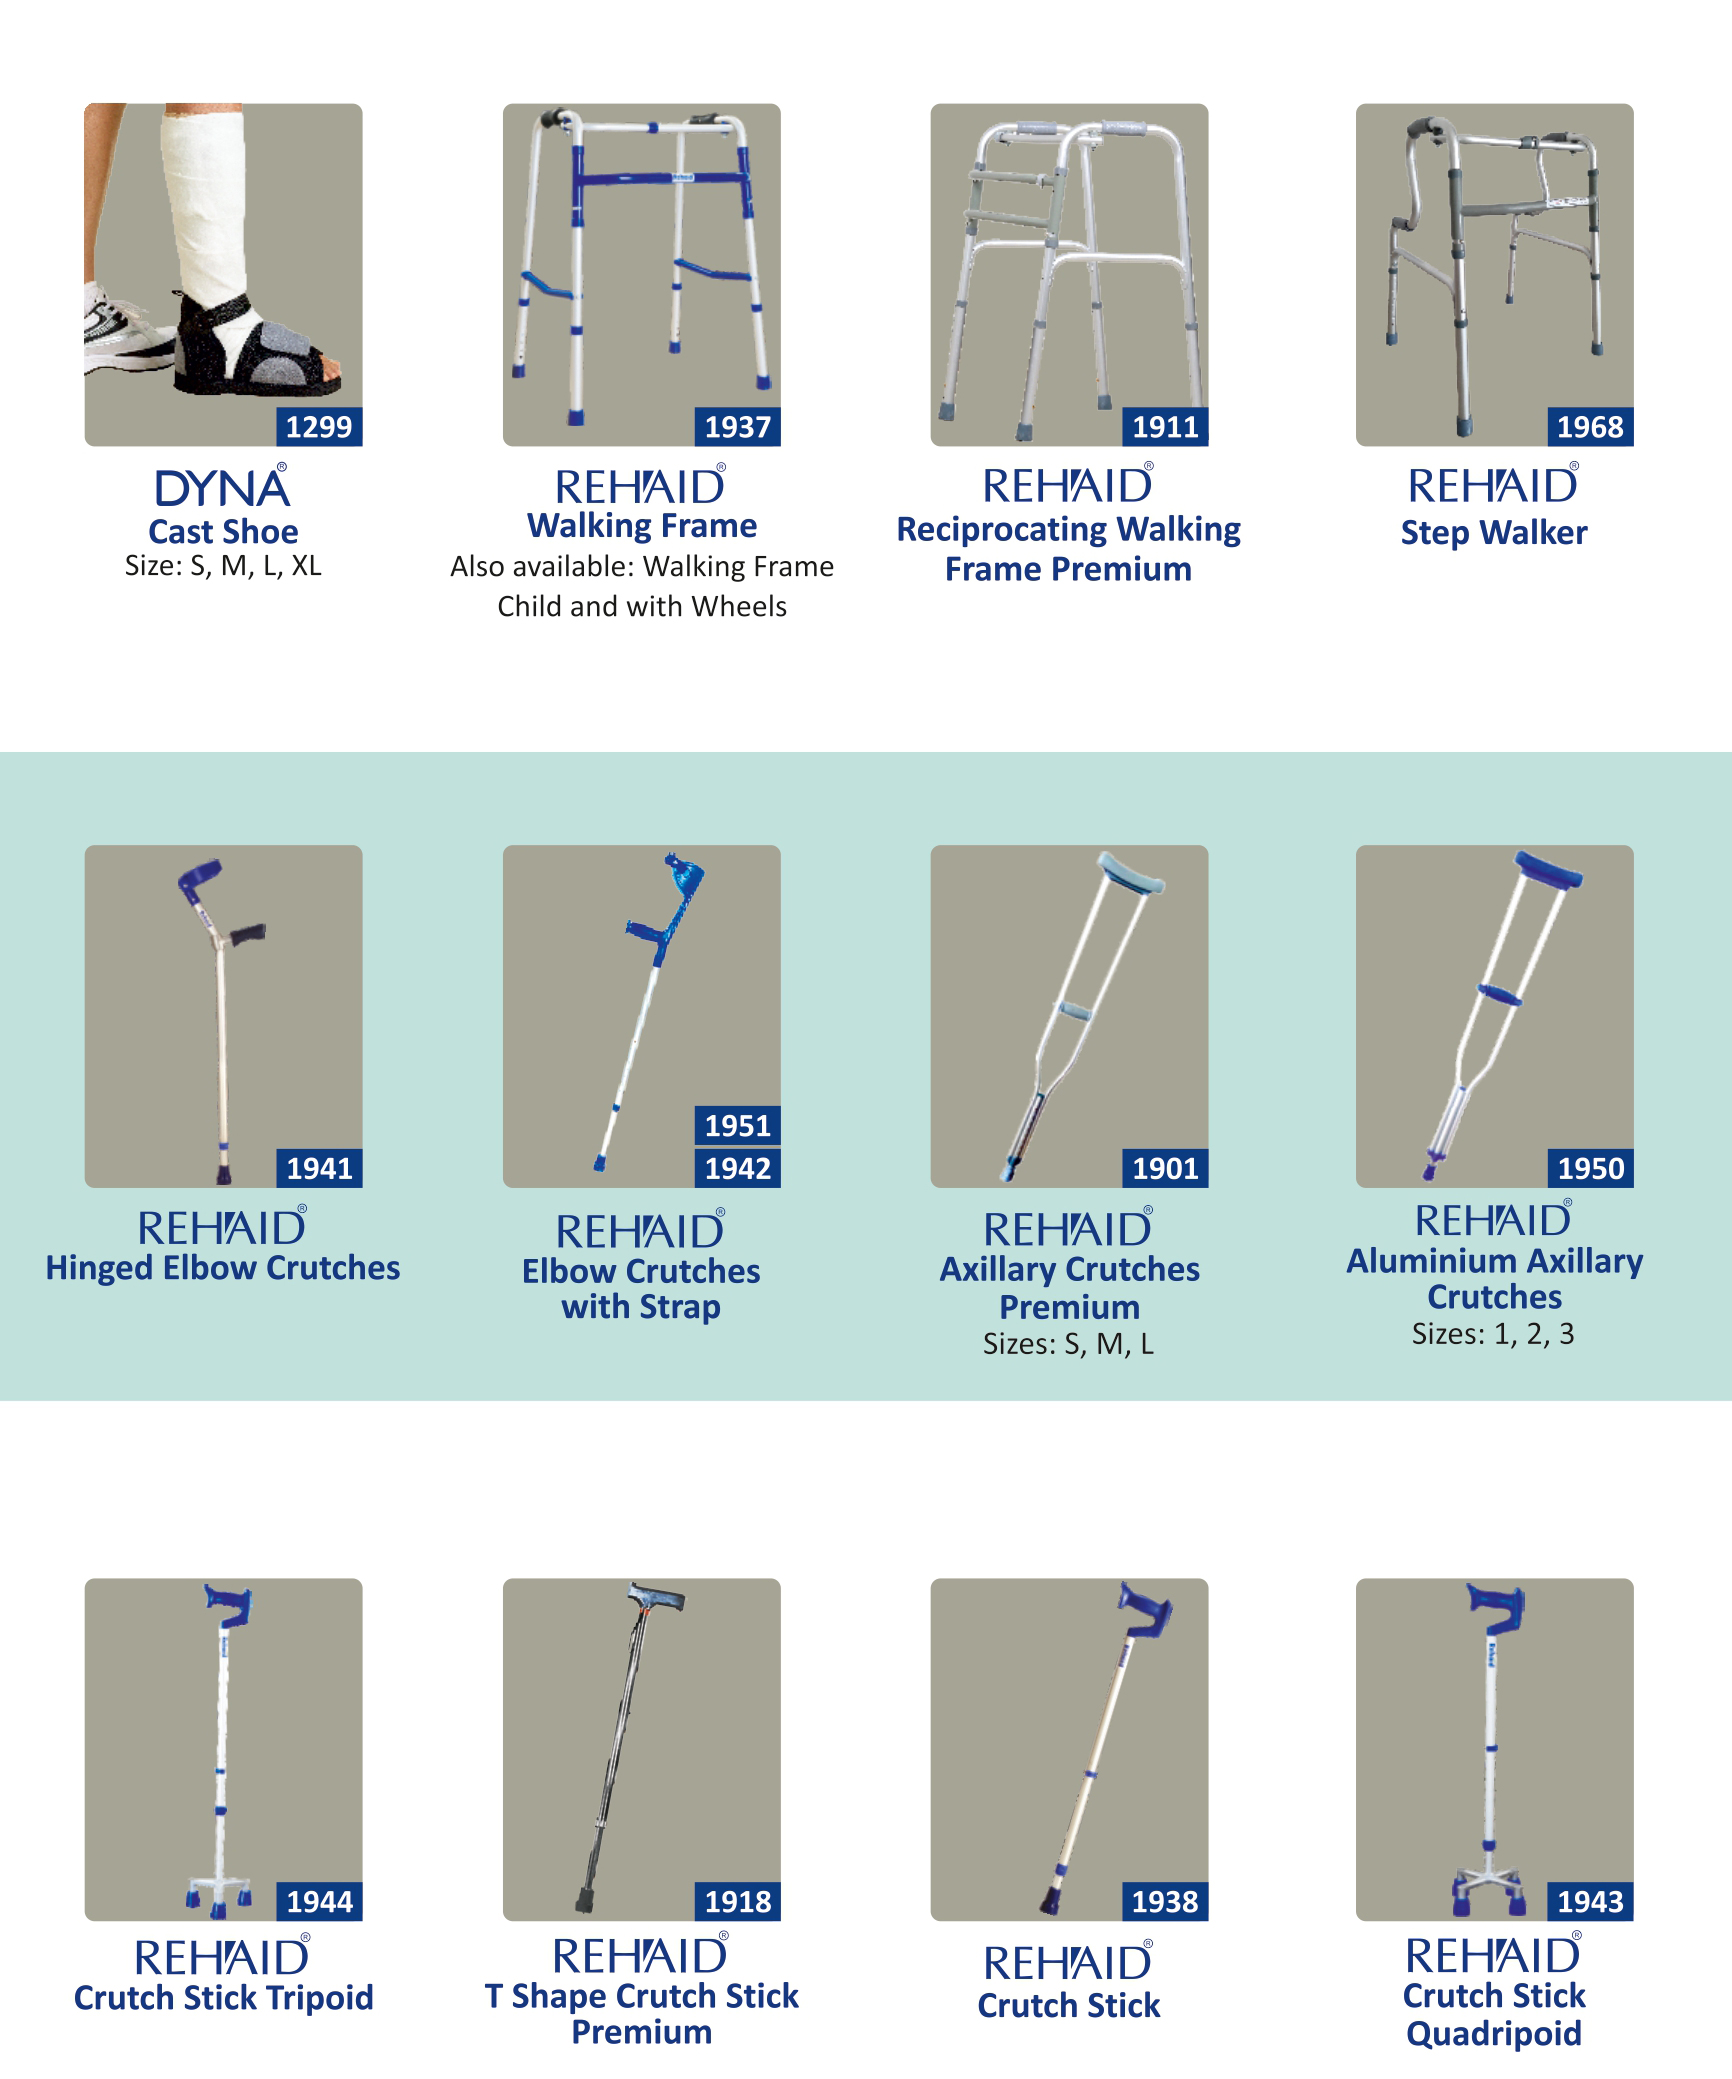 1299
DYNA®
Cast Shoe
Size: S, M, L, XL
1937
REHAID®
Walking Frame
Also available: Walking Frame
Child and with Wheels
1911
REHAID®
Reciprocating Walking
Frame Premium
1968
REHAID®
Step Walker
1941
REHAID®
Hinged Elbow Crutches
1951
1942
REHAID®
Elbow Crutches
with Strap
1901
REHAID®
Axillary Crutches
Premium
Sizes: S, M, L
1950
REHAID®
Aluminium Axillary
Crutches
Sizes: 1, 2, 3
1944
REHAID®
Crutch Stick Tripoid
1918
REHAID®
T Shape Crutch Stick
Premium
1938
REHAID®
Crutch Stick
Rehaid
1943
REHAID®
Crutch Stick
Quadripoid